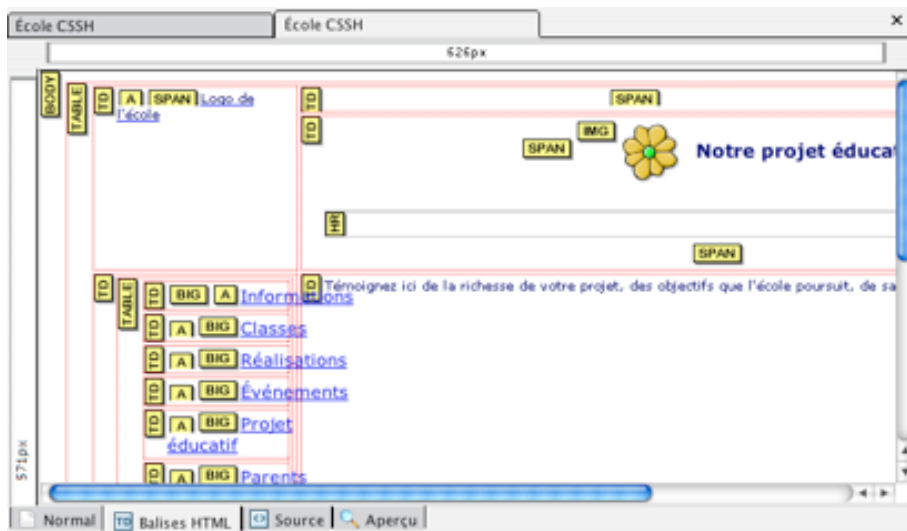 École CSSH
École CSSH
626px
BODY
TABLE
TD A SPAN Logo de
l'école
TD SPAN
TD SPAN IMG Notre projet éducat
HR
SPAN
TD TABLE
TD BIG A Informations
TD A BIG Classes
TD A BIG Réalisations
TD A BIG Événements
TD A BIG Projet
éducatif
TD A BIG Parents
TD Témoignez ici de la richesse de votre projet, des objectifs que l'école poursuit, de sa
571px
Normal TD Balises HTML Source Aperçu